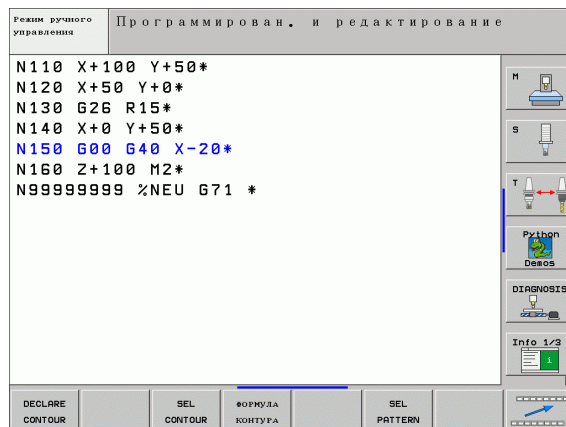 Режим ручного
управления
Программирован. и редактирование
N110 X+100 Y+50*
N120 X+50 Y+0*
N130 G26 R15*
N140 X+0 Y+50*
N150 G00 G40 X-20*
N160 Z+100 M2*
N99999999 %NEU G71 *
M
S
T
Python
Demos
DIAGNOSIS
Info 1/3
i
DECLARE
CONTOUR
SEL
CONTOUR
ФОРМУЛА
КОНТУРА
SEL
PATTERN